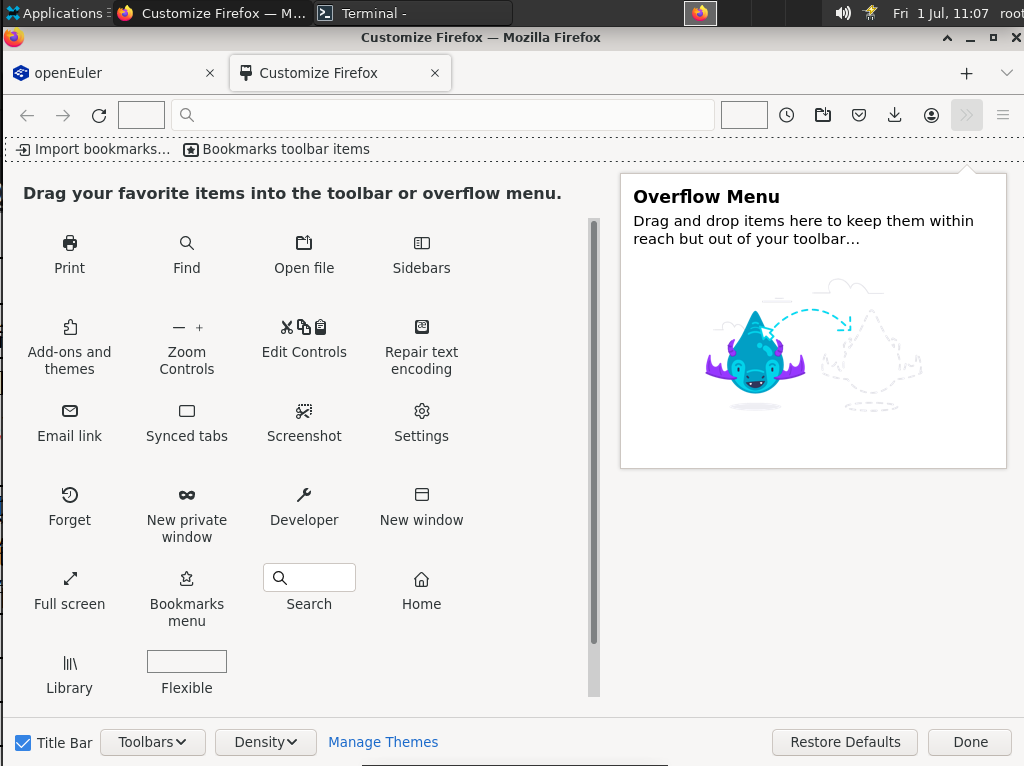 Applications
Customize Firefox — M...
Terminal -
Fri 1 Jul, 11:07
root
Customize Firefox — Mozilla Firefox
openEuler
Customize Firefox
Import bookmarks...
Bookmarks toolbar items
Drag your favorite items into the toolbar or overflow menu.
Print
Find
Open file
Sidebars
Add-ons and
themes
Zoom
Controls
Edit Controls
Repair text
encoding
Email link
Synced tabs
Screenshot
Settings
Forget
New private
window
Developer
New window
Full screen
Bookmarks
menu
Search
Home
Library
Flexible
Overflow Menu
Drag and drop items here to keep them within
reach but out of your toolbar...
Title Bar
Toolbars
Density
Manage Themes
Restore Defaults
Done